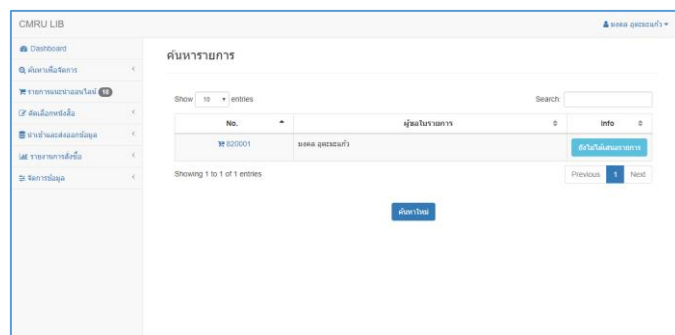 CMRU LIB
มงคล อุตะมะแก้ว
Dashboard
ค้นหาเพื่อจัดการ
รายการแนะนำออนไลน์ 18
คัดเลือกหนังสือ
นำเข้าและส่งออกข้อมูล
รายงานการสั่งซื้อ
จัดการข้อมูล
ค้นหารายการ
Show 10 entries
Search:
No. ผู้ขอใบรายการ Info
820001 มงคล อุตะมะแก้ว ยังไม่ได้เสนอรายการ
Showing 1 to 1 of 1 entries
Previous 1 Next
ค้นหาใหม่